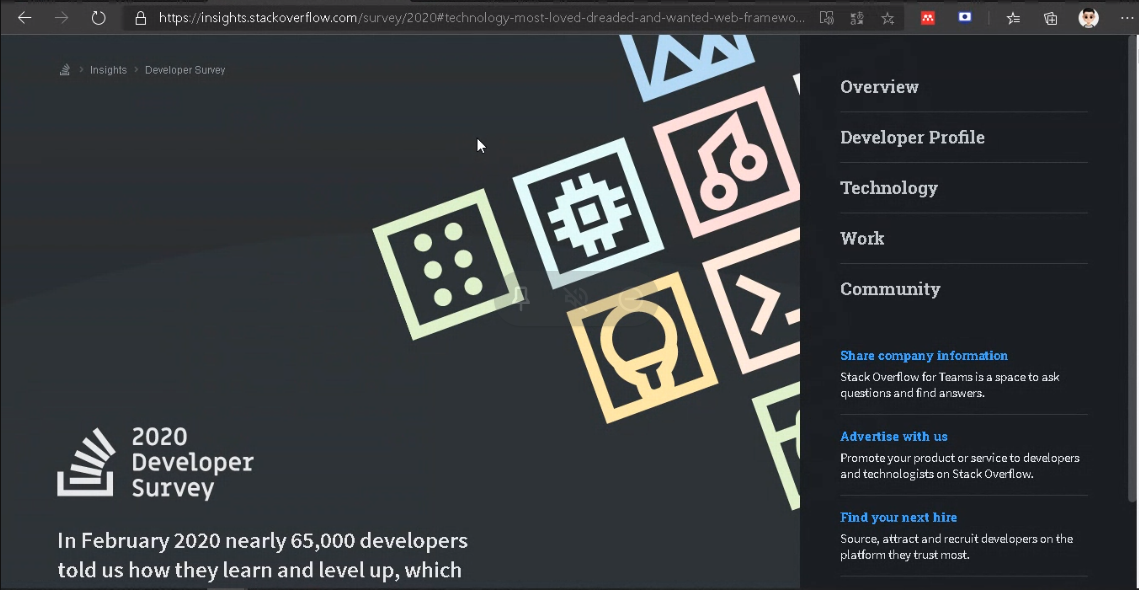 https://insights.stackoverflow.com/survey/2020#technology-most-loved-dreaded-and-wanted-web-framewo...
Insights
Developer Survey
2020
Developer
Survey
In February 2020 nearly 65,000 developers
told us how they learn and level up, which
Overview
Developer Profile
Technology
Work
Community
Share company information
Stack Overflow for Teams is a space to ask
questions and find answers.
Advertise with us
Promote your product or service to developers
and technologists on Stack Overflow.
Find your next hire
Source, attract and recruit developers on the
platform they trust most.